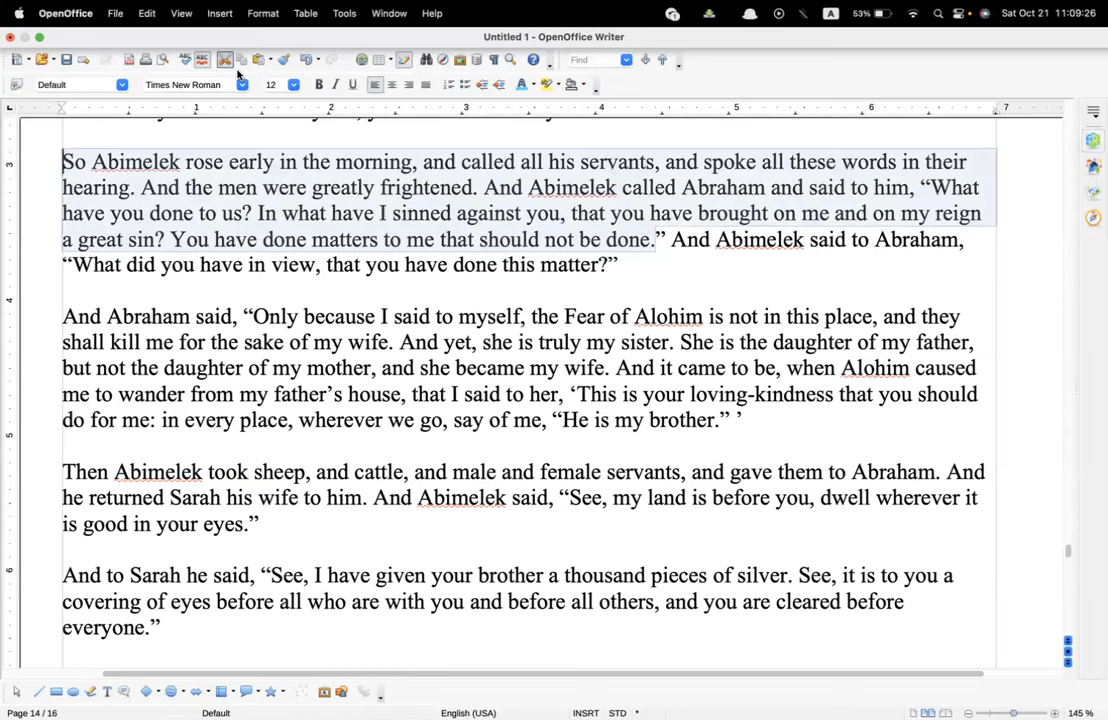 OpenOffice File Edit View Insert Format Table Tools Window Help A 53% Sat Oct 21 11:09:26
Untitled 1 - OpenOffice Writer
Find
Default Times New Roman 12 B I U
1 2 3 4 5 6 7
So Abimelek rose early in the morning, and called all his servants, and spoke all these words in their
hearing. And the men were greatly frightened. And Abimelek called Abraham and said to him, “What
have you done to us? In what have I sinned against you, that you have brought on me and on my reign
a great sin? You have done matters to me that should not be done.” And Abimelek said to Abraham,
“What did you have in view, that you have done this matter?”
And Abraham said, “Only because I said to myself, the Fear of Alohim is not in this place, and they
shall kill me for the sake of my wife. And yet, she is truly my sister. She is the daughter of my father,
but not the daughter of my mother, and she became my wife. And it came to be, when Alohim caused
me to wander from my father’s house, that I said to her, ‘This is your loving-kindness that you should
do for me: in every place, wherever we go, say of me, “He is my brother.” ’
Then Abimelek took sheep, and cattle, and male and female servants, and gave them to Abraham. And
he returned Sarah his wife to him. And Abimelek said, “See, my land is before you, dwell wherever it
is good in your eyes.”
And to Sarah he said, “See, I have given your brother a thousand pieces of silver. See, it is to you a
covering of eyes before all who are with you and before all others, and you are cleared before
everyone.”
Page 14 / 16 Default English (USA) INSRT STD * 145 %